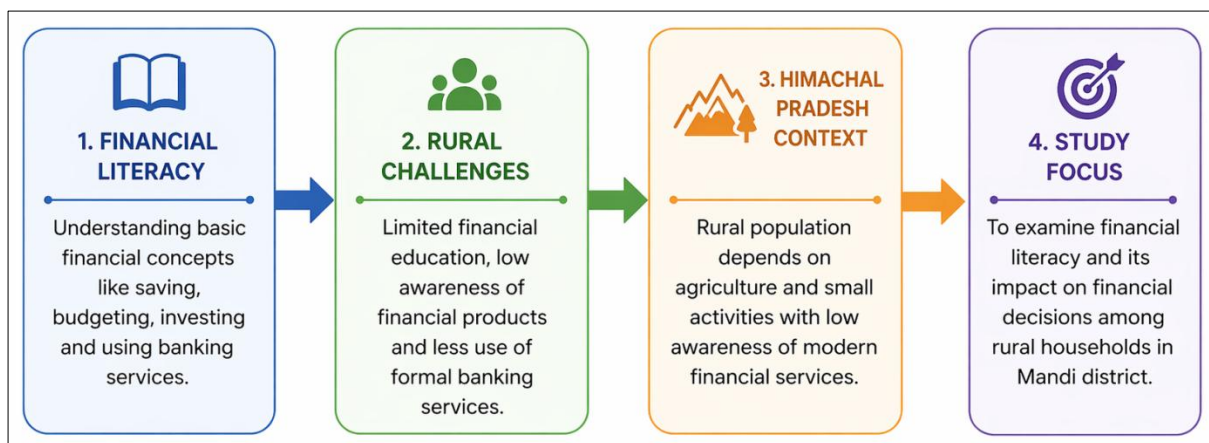 1. FINANCIAL
LITERACY
Understanding basic
financial concepts
like saving,
budgeting, investing
and using banking
services.
2. RURAL
CHALLENGES
Limited financial
education, low
awareness of
financial products
and less use of
formal banking
services.
3. HIMACHAL
PRADESH
CONTEXT
Rural population
depends on
agriculture and small
activities with low
awareness of modern
financial services.
4. STUDY
FOCUS
To examine financial
literacy and its
impact on financial
decisions among
rural households in
Mandi district.